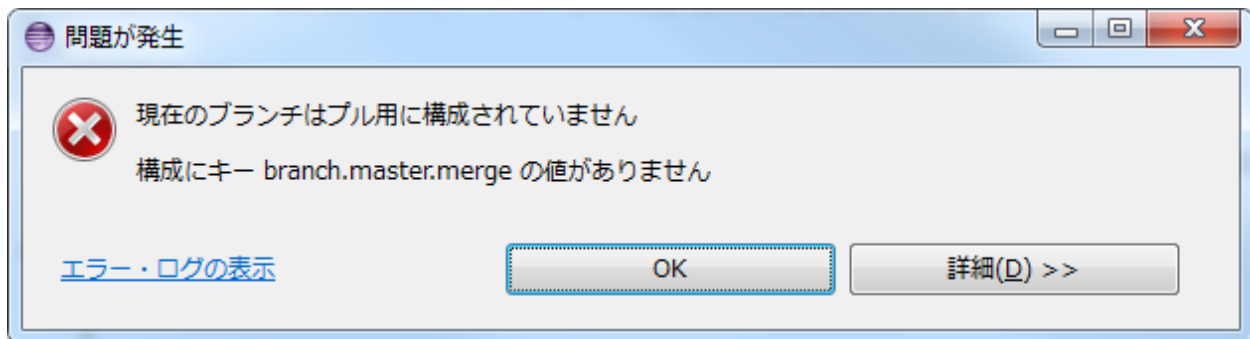 問題が発生
現在のブランチはプル用に構成されていません
構成にキー branch.master.merge の値がありません
エラー・ログの表示
OK
詳細(D) >>